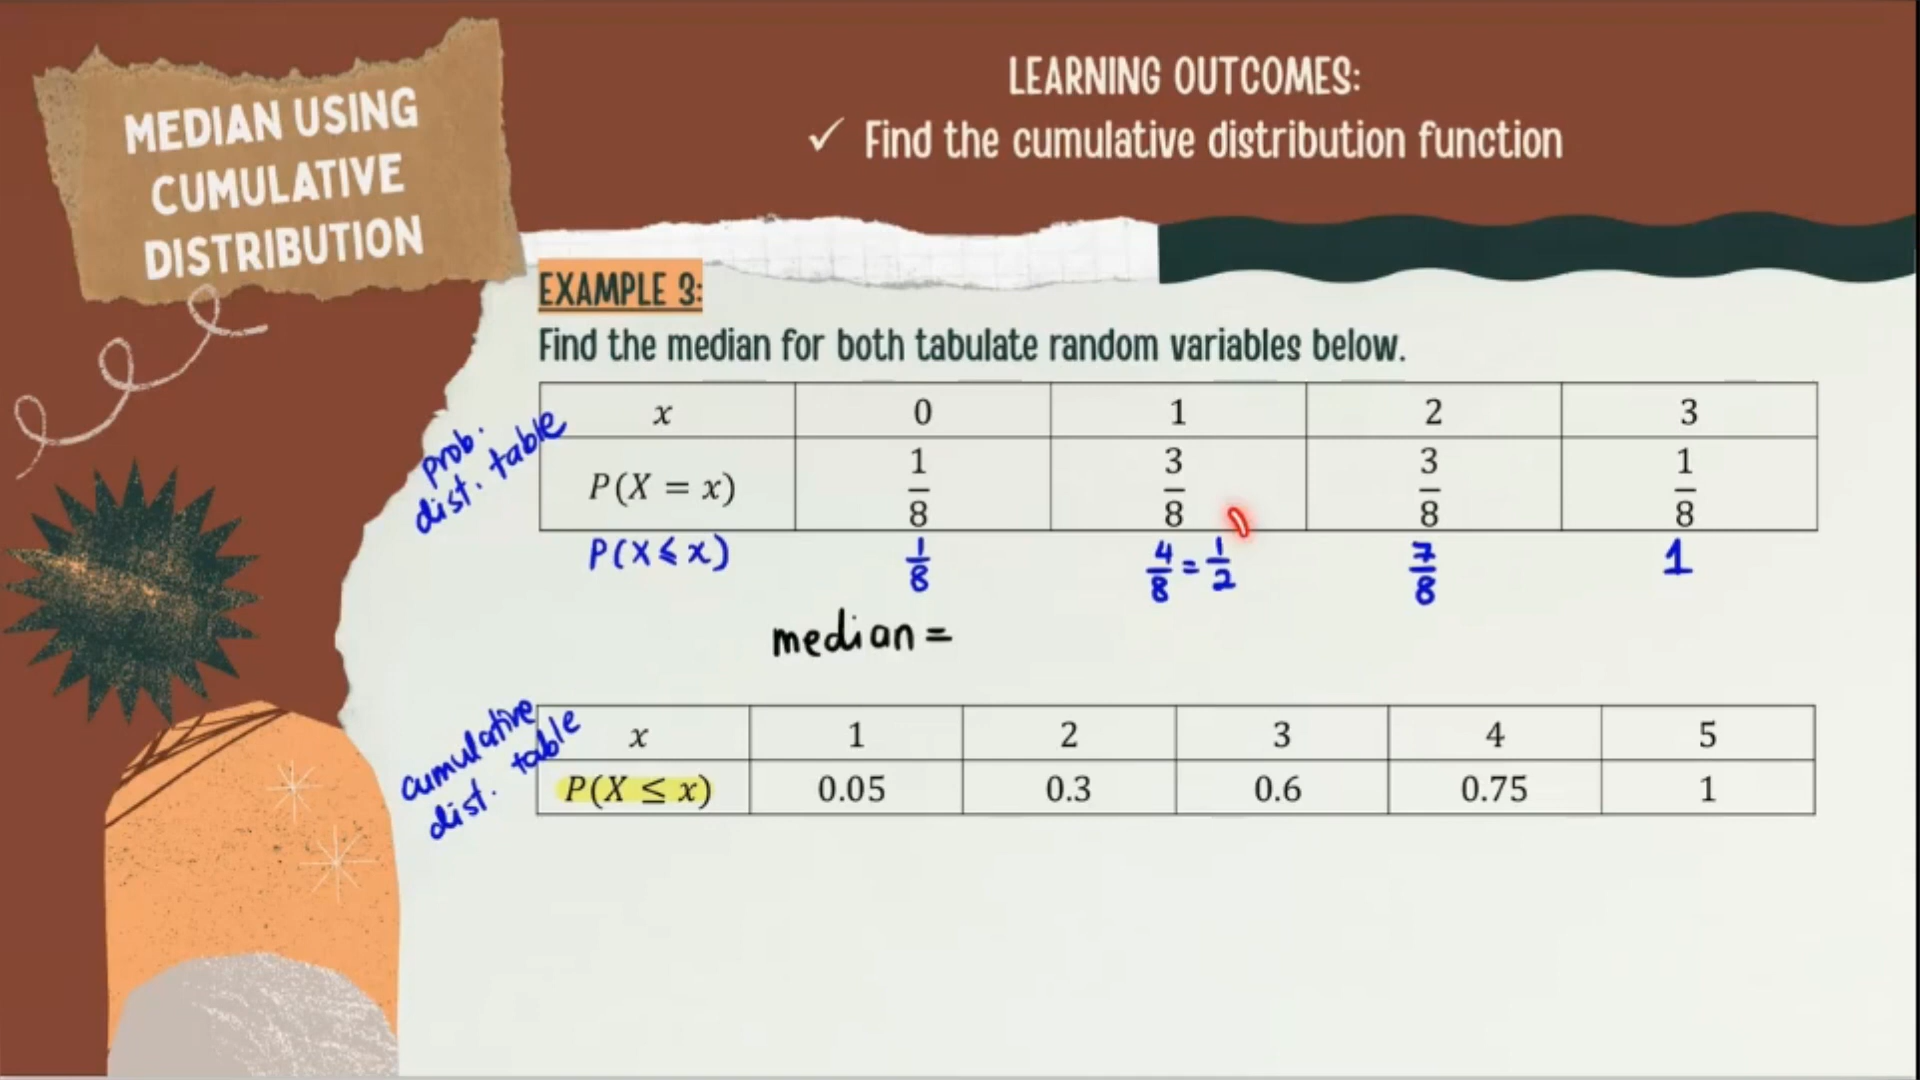 MEDIAN USING
CUMULATIVE
DISTRIBUTION
LEARNING OUTCOMES:
✓ Find the cumulative distribution function
EXAMPLE 3:
Find the median for both tabulate random variables below.
prob.
dist. table
x 0 1 2 3
P(X = x) 1/8 3/8 3/8 1/8
P(X ≤ x) 1/8 4/8 = 1/2 7/8 1
median =
cumulative
dist. table
x 1 2 3 4 5
P(X ≤ x) 0.05 0.3 0.6 0.75 1